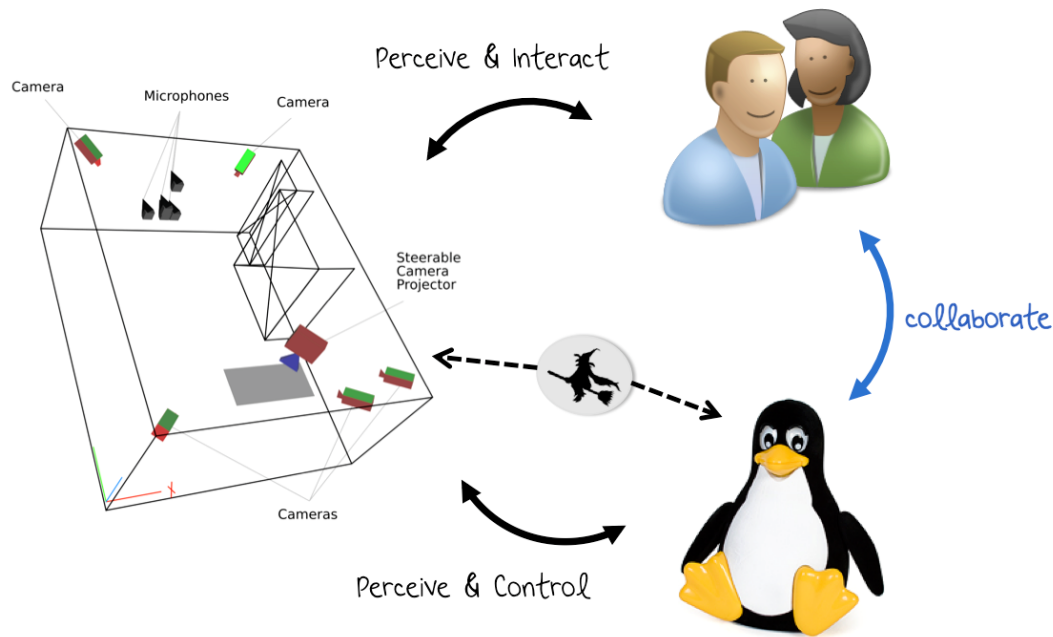 Perceive & Interact
Camera
Microphones
Camera
Steerable
Camera
Projector
collaborate
X
Cameras
Perceive & Control